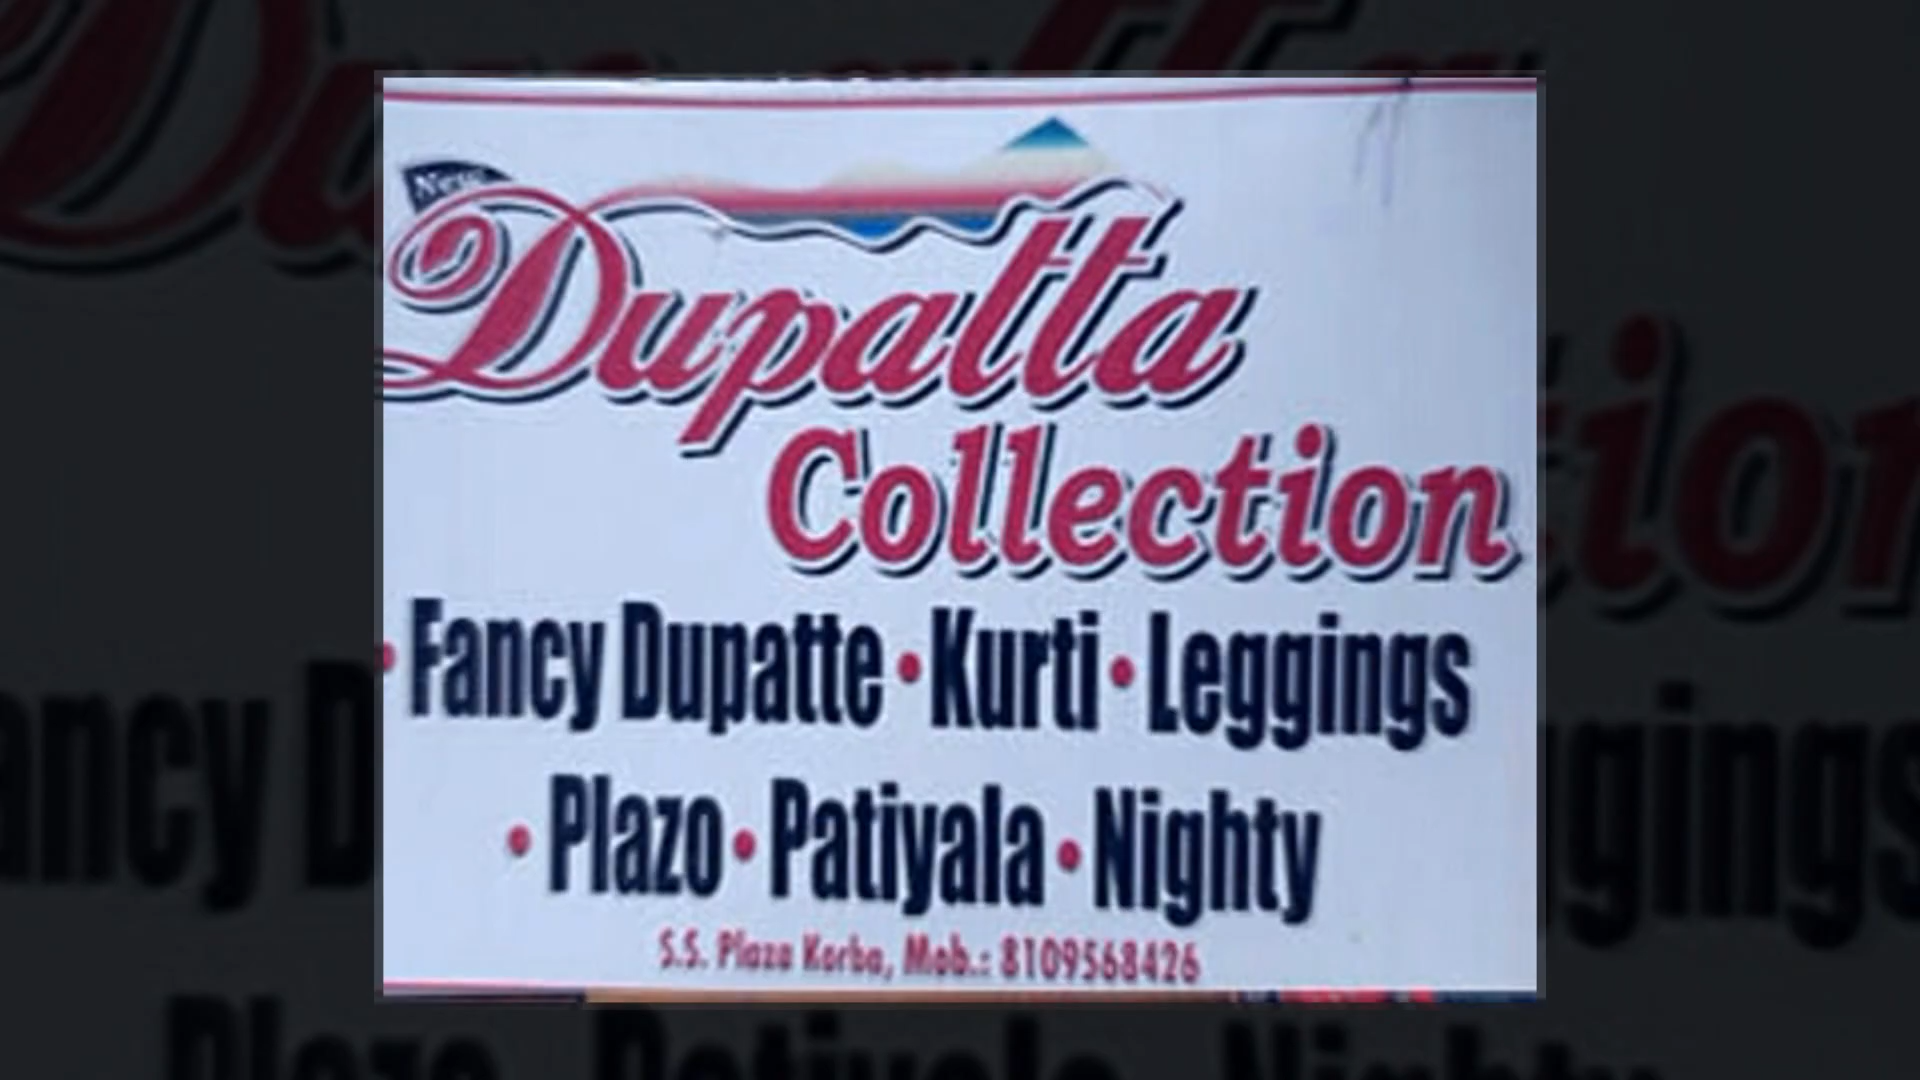 New
Dupatta
Collection
• Fancy Dupatte • Kurti • Leggings
• Plazo • Patiyala • Nighty
S.S. Plaza Korba, Mob.: 8109568426